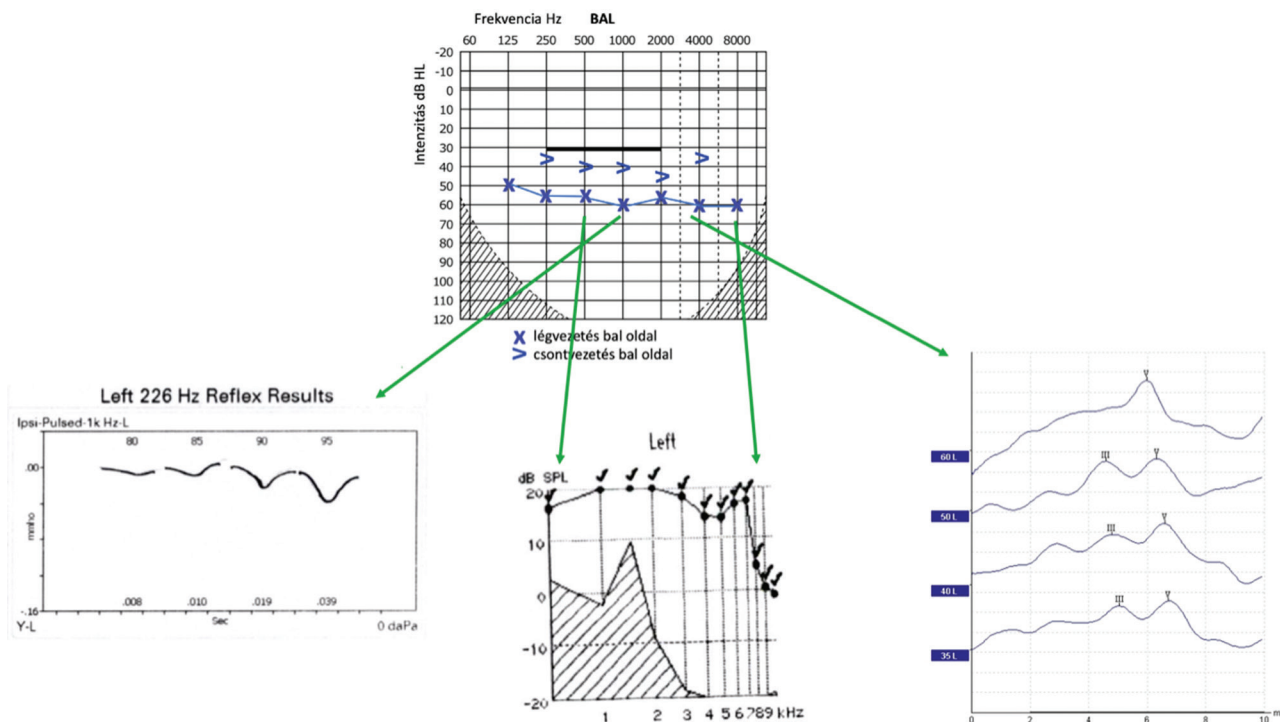 Frekvencia Hz BAL
60 125 250 500 1000 2000 4000 8000
Intenzitás dB HL
-20
-10
0
10
20
30
40
50
60
70
80
90
100
110
120
X légvezetés bal oldal
> csontvezetés bal oldal
Left 226 Hz Reflex Results
Ipsi-Pulsed-1k Hz-L
80 85 90 95
.00
mmho
-.16
.008 .010 .019 .039
Sec
Y-L 0 daPa
Left
dB SPL
20
10
0
-10
-20
1 2 3 4 5 6 7 8 9 kHz
V
60 L
III V
50 L
III V
40 L
III V
35 L
0 2 4 6 8 10 m